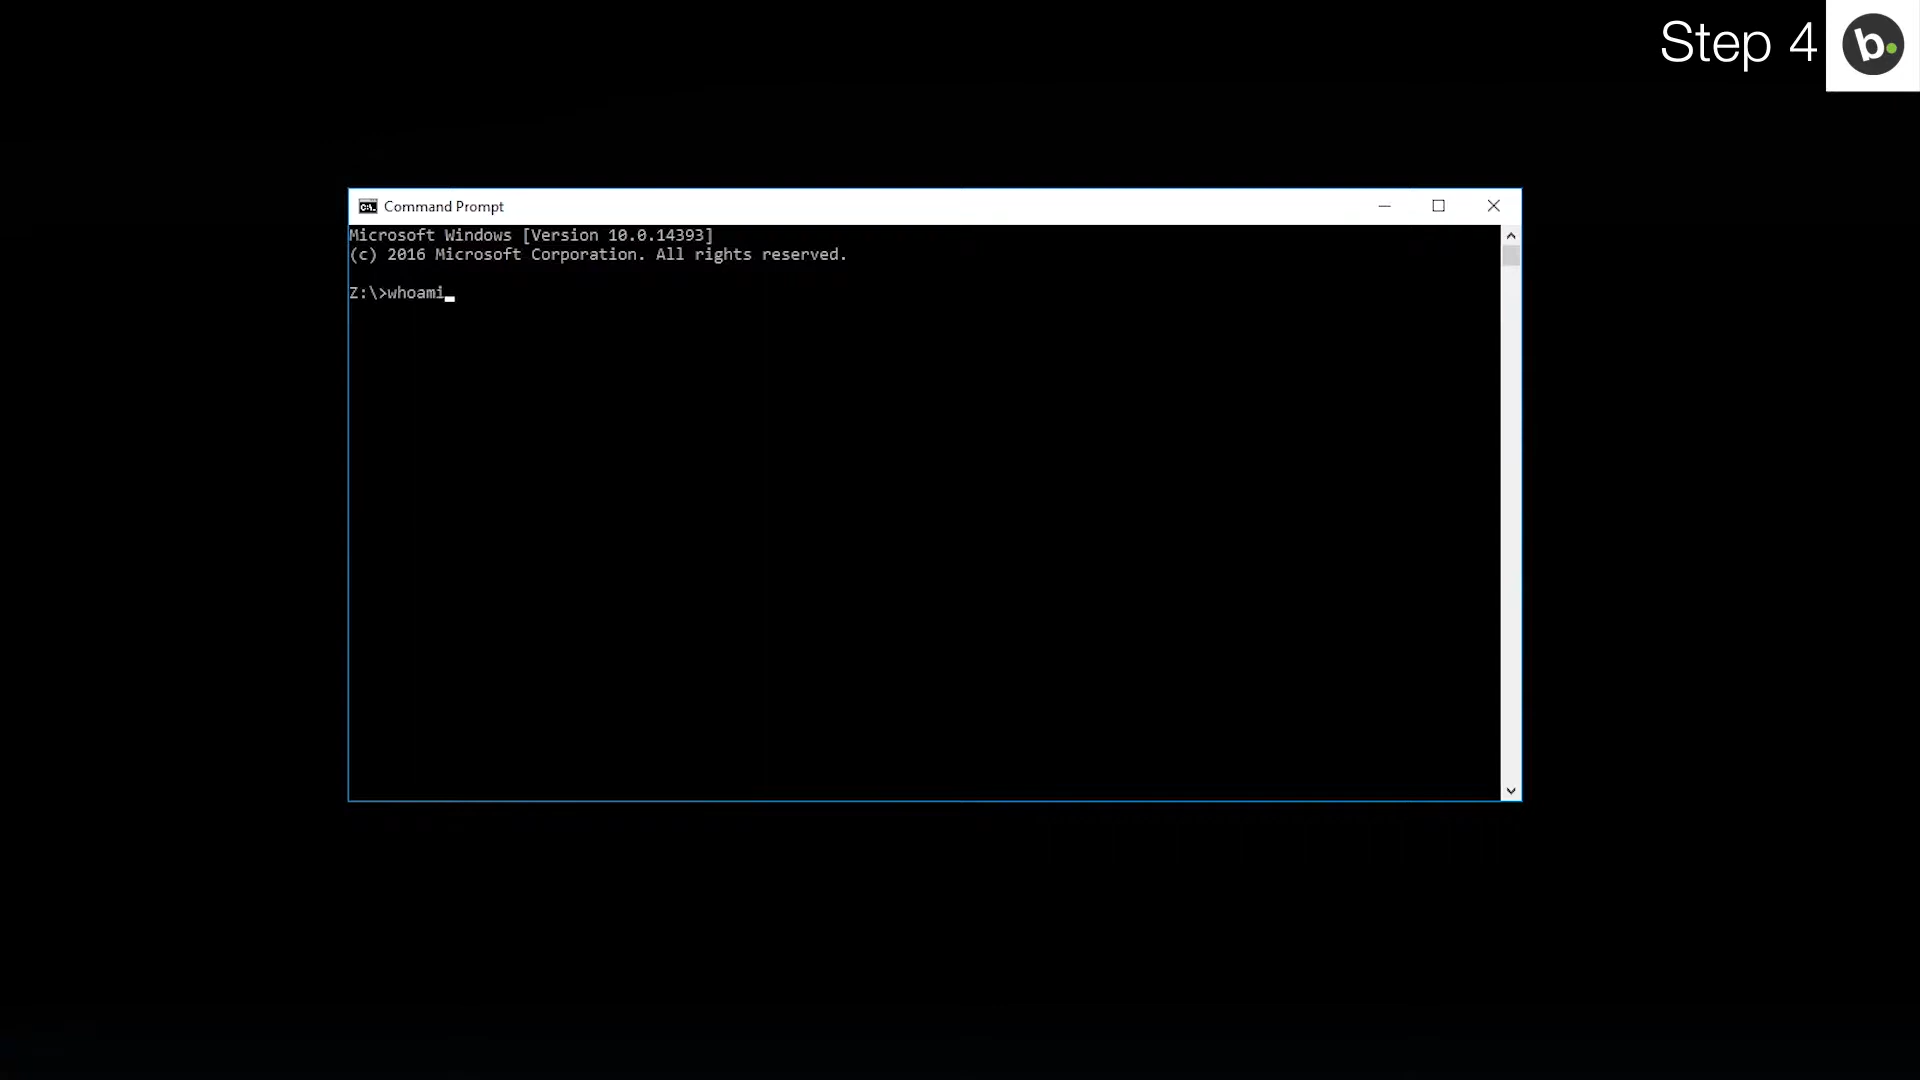 Step 4
b.
C:\.
Command Prompt
Microsoft Windows [Version 10.0.14393]
(c) 2016 Microsoft Corporation. All rights reserved.
Z:\>whoami